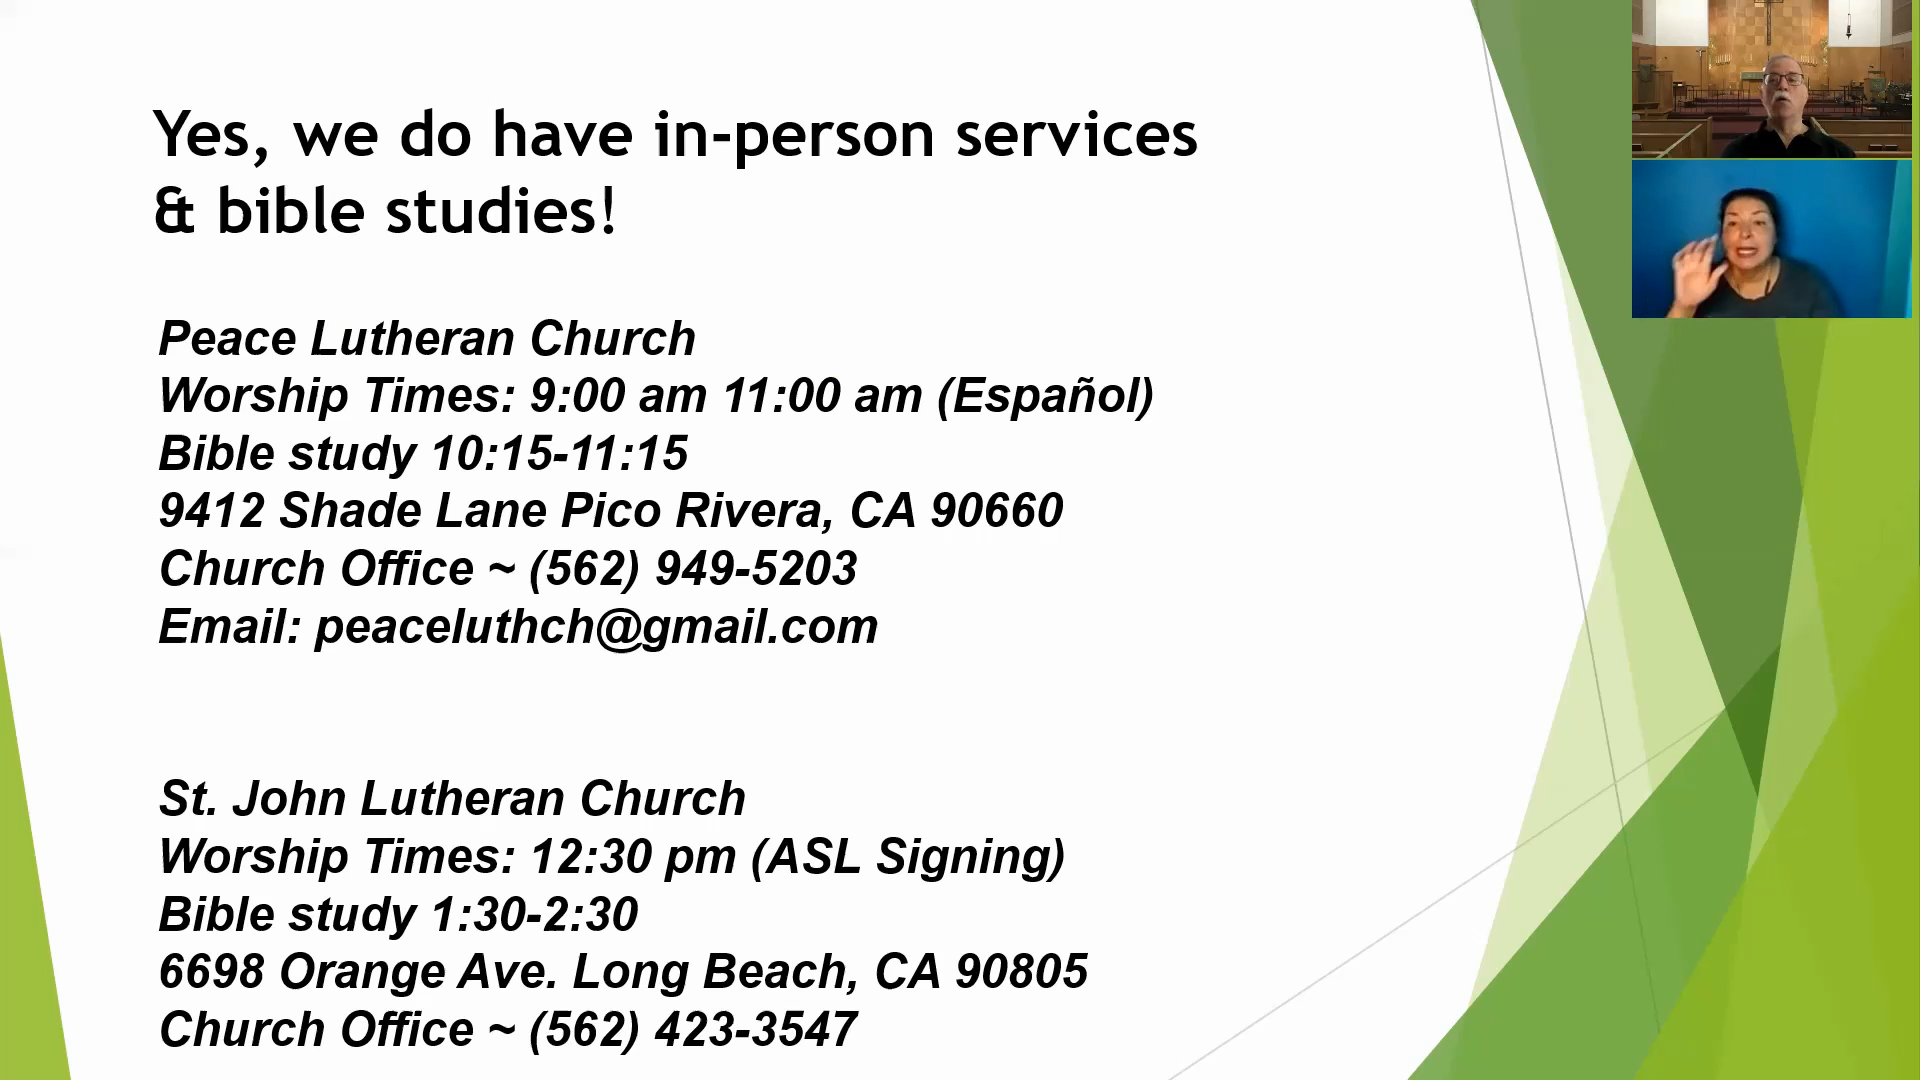 Yes, we do have in-person services
& bible studies!
Peace Lutheran Church
Worship Times: 9:00 am 11:00 am (Español)
Bible study 10:15-11:15
9412 Shade Lane Pico Rivera, CA 90660
Church Office ~ (562) 949-5203
Email: peaceluthch@gmail.com
St. John Lutheran Church
Worship Times: 12:30 pm (ASL Signing)
Bible study 1:30-2:30
6698 Orange Ave. Long Beach, CA 90805
Church Office ~ (562) 423-3547